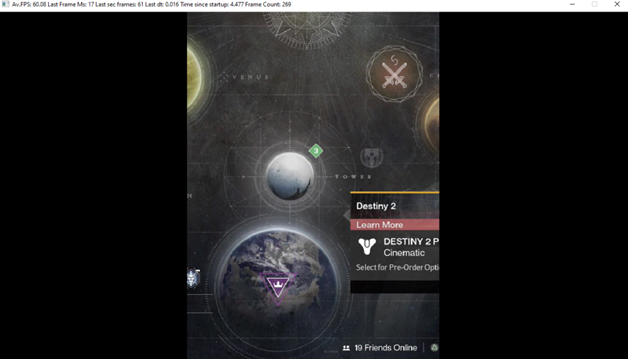 Av.FPS: 60.08 Last Frame Ms: 17 Last sec frames: 61 Last dt: 0.016 Time since startup: 4.477 Frame Count: 269
VENUS
3
TOWER
Destiny 2
Learn More
DESTINY 2 P
Cinematic
Select for Pre-Order Opti
19 Friends Online